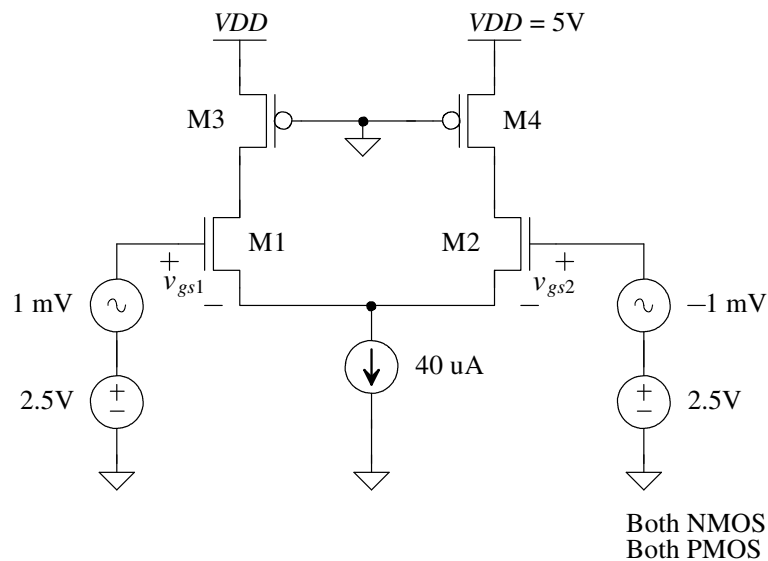 VDD
VDD = 5V
M3
M4
M1
M2
+
vgs1
−
+
vgs2
−
1 mV
−1 mV
40 uA
2.5V
+
−
+
−
2.5V
Both NMOS
Both PMOS